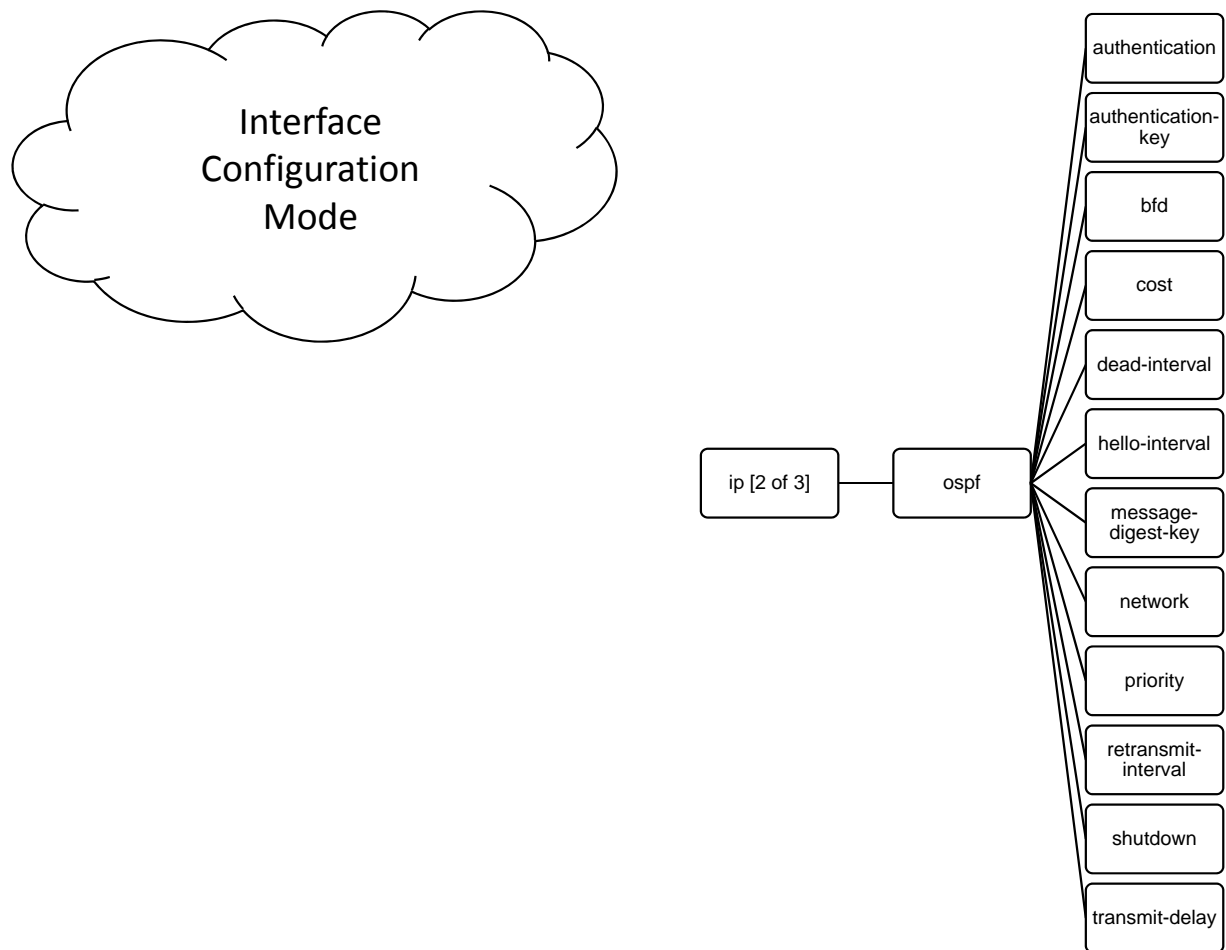 Interface
Configuration
Mode
ip [2 of 3]
ospf
authentication
authentication-
key
bfd
cost
dead-interval
hello-interval
message-
digest-key
network
priority
retransmit-
interval
shutdown
transmit-delay